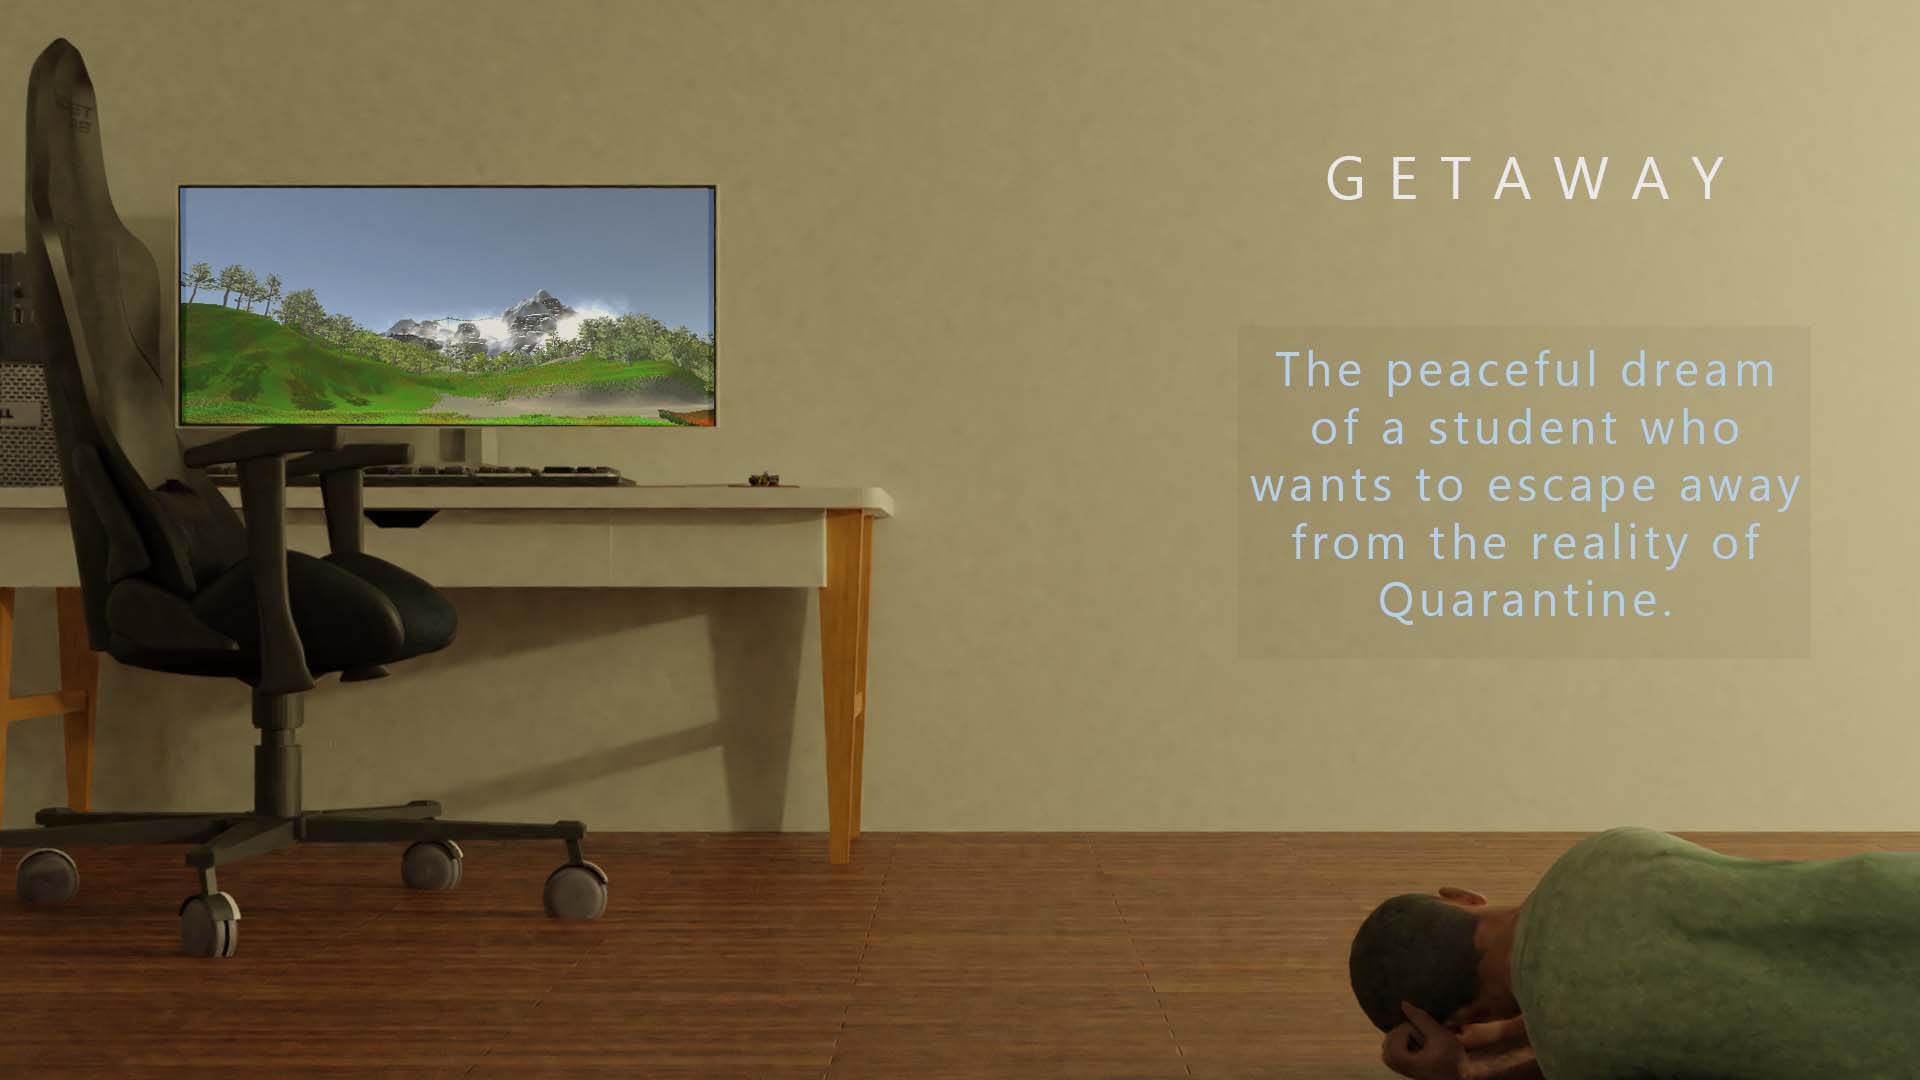 GETAWAY
The peaceful dream
of a student who
wants to escape away
from the reality of
Quarantine.